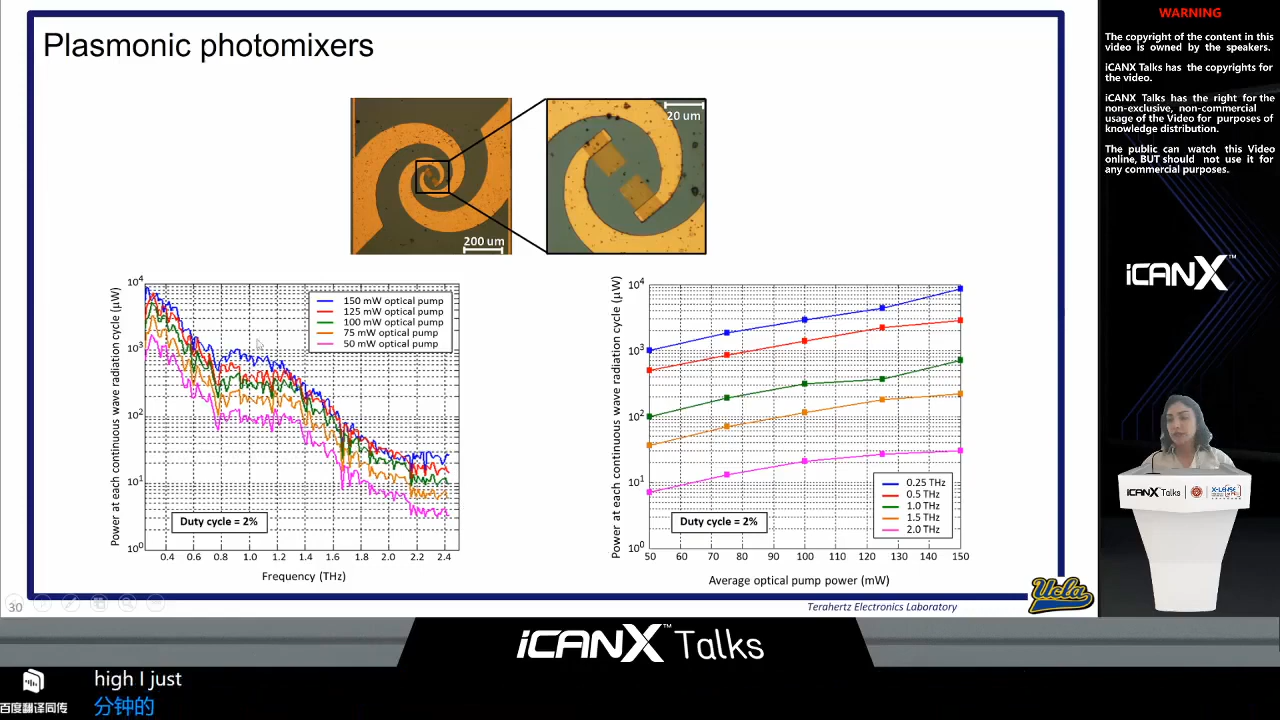 Plasmonic photomixers
200 um
20 um
Power at each continuous wave radiation cycle (µW)
10⁴
10³
10²
10¹
10⁰
150 mW optical pump
125 mW optical pump
100 mW optical pump
75 mW optical pump
50 mW optical pump
Duty cycle = 2%
0.4 0.6 0.8 1.0 1.2 1.4 1.6 1.8 2.0 2.2 2.4
Frequency (THz)
Power at each continuous wave radiation cycle (µW)
10⁴
10³
10²
10¹
10⁰
0.25 THz
0.5 THz
1.0 THz
1.5 THz
2.0 THz
Duty cycle = 2%
50 60 70 80 90 100 110 120 130 140 150
Average optical pump power (mW)
30
Terahertz Electronics Laboratory
Ucla
WARNING
The copyright of the content in this
video is owned by the speakers.
iCANX Talks has the copyrights for
the video.
iCANX Talks has the right for the
non-exclusive, non-commercial
usage of the Video for purposes of
knowledge distribution.
The public can watch this Video
online, BUT should not use it for
any commercial purposes.
iCANX™
iCANX Talks
iCANX™ Talks
high I just
分钟的
百度翻译同传